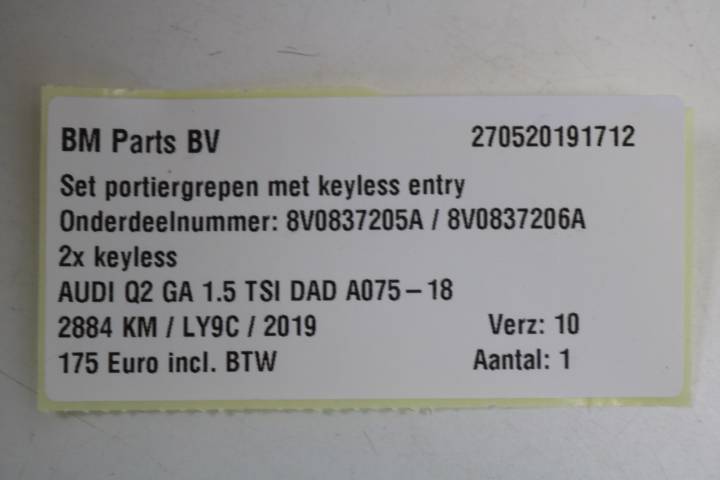 BM Parts BV 270520191712
Set portiergrepen met keyless entry
Onderdeelnummer: 8V0837205A / 8V0837206A
2x keyless
AUDI Q2 GA 1.5 TSI DAD A075-18
2884 KM / LY9C / 2019 Verz: 10
175 Euro incl. BTW Aantal: 1